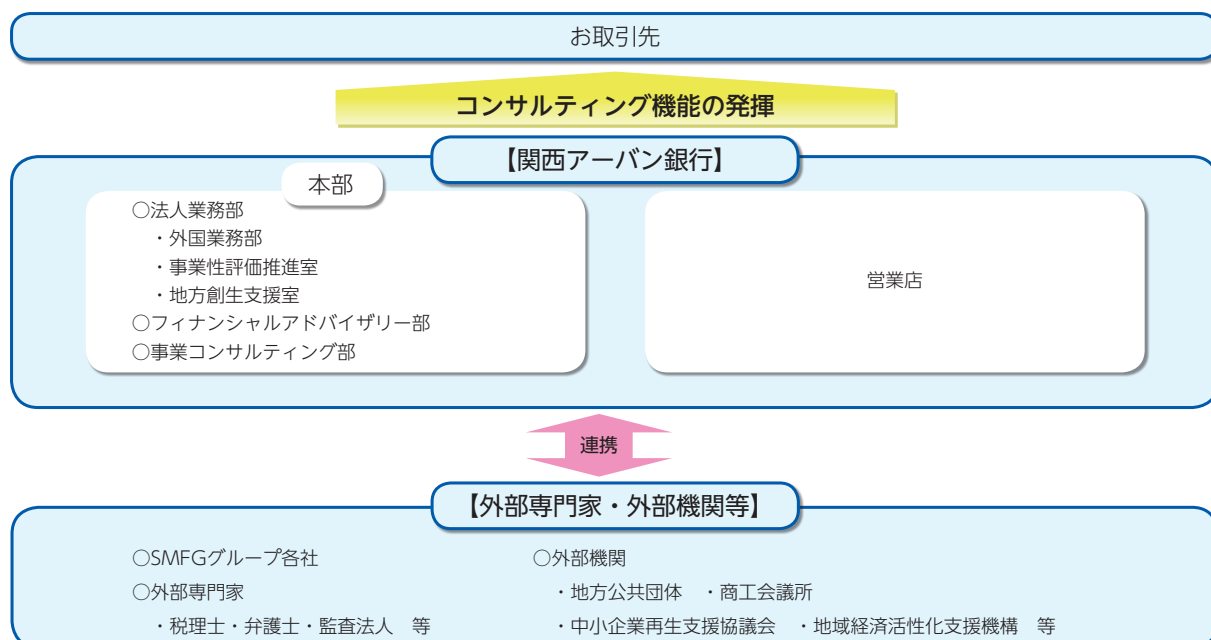 お取引先
コンサルティング機能の発揮
【関西アーバン銀行】
本部
○法人業務部
・外国業務部
・事業性評価推進室
・地方創生支援室
○フィナンシャルアドバイザリー部
○事業コンサルティング部
営業店
連携
【外部専門家・外部機関等】
○SMFGグループ各社
○外部専門家
・税理士・弁護士・監査法人　等
○外部機関
・地方公共団体　・商工会議所
・中小企業再生支援協議会　・地域経済活性化支援機構　等